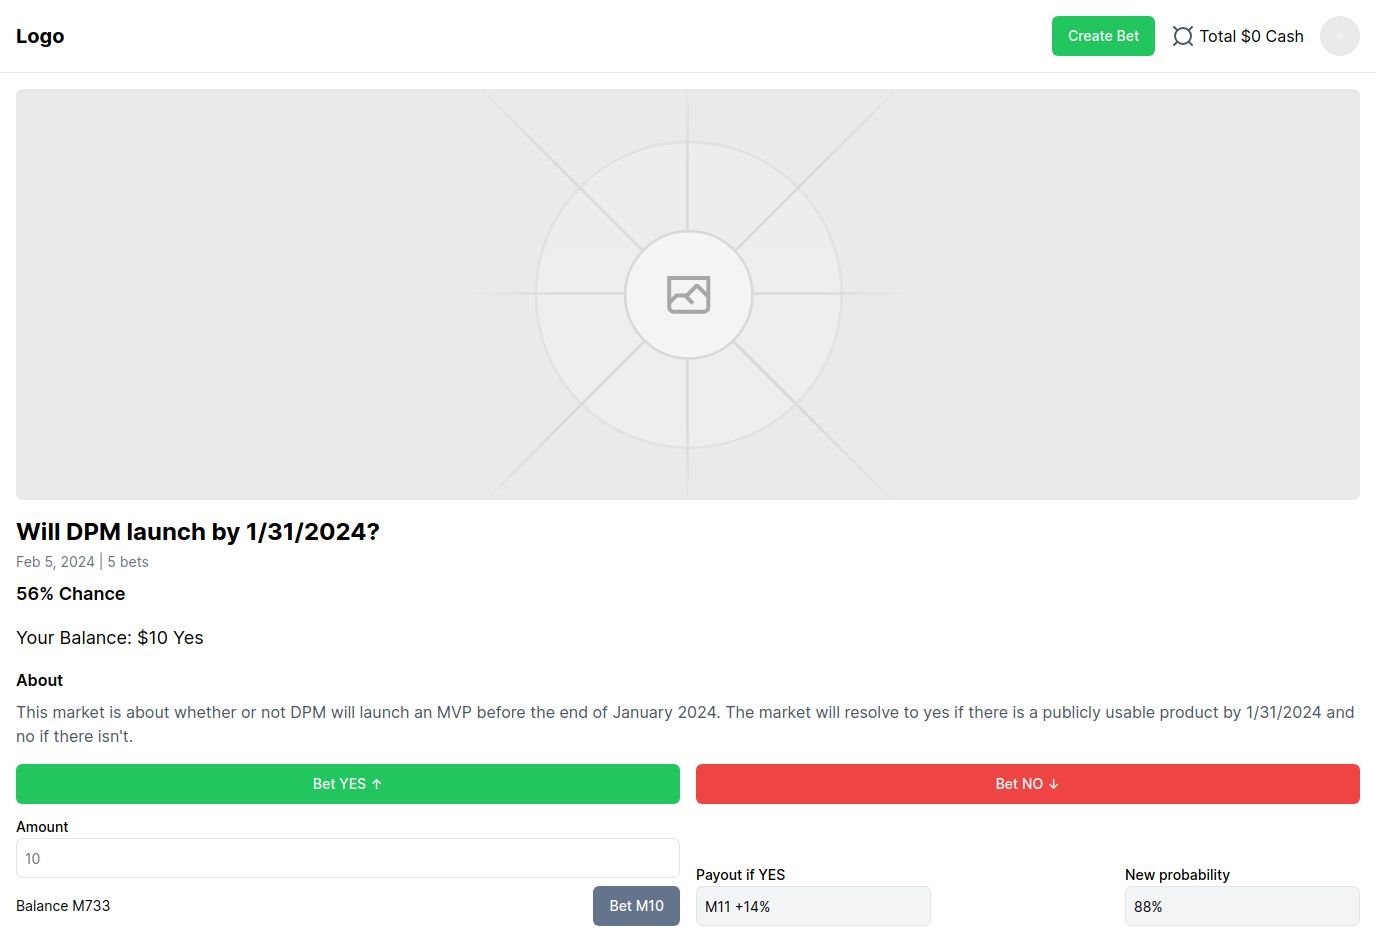 Logo
Create Bet
Total $0 Cash
Will DPM launch by 1/31/2024?
Feb 5, 2024 | 5 bets
56% Chance
Your Balance: $10 Yes
About
This market is about whether or not DPM will launch an MVP before the end of January 2024. The market will resolve to yes if there is a publicly usable product by 1/31/2024 and
no if there isn't.
Bet YES ↑
Bet NO ↓
Amount
10
Balance M733
Bet M10
Payout if YES
M11 +14%
New probability
88%